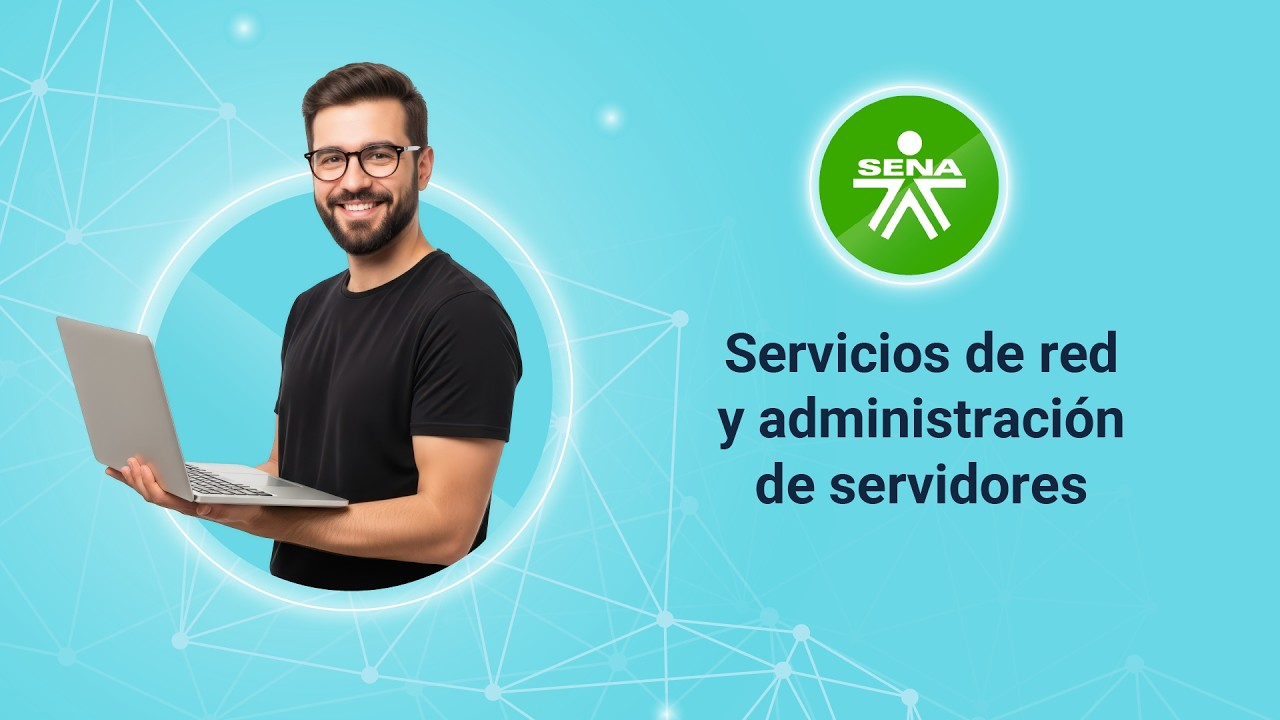 SENA
Servicios de red
y administración
de servidores